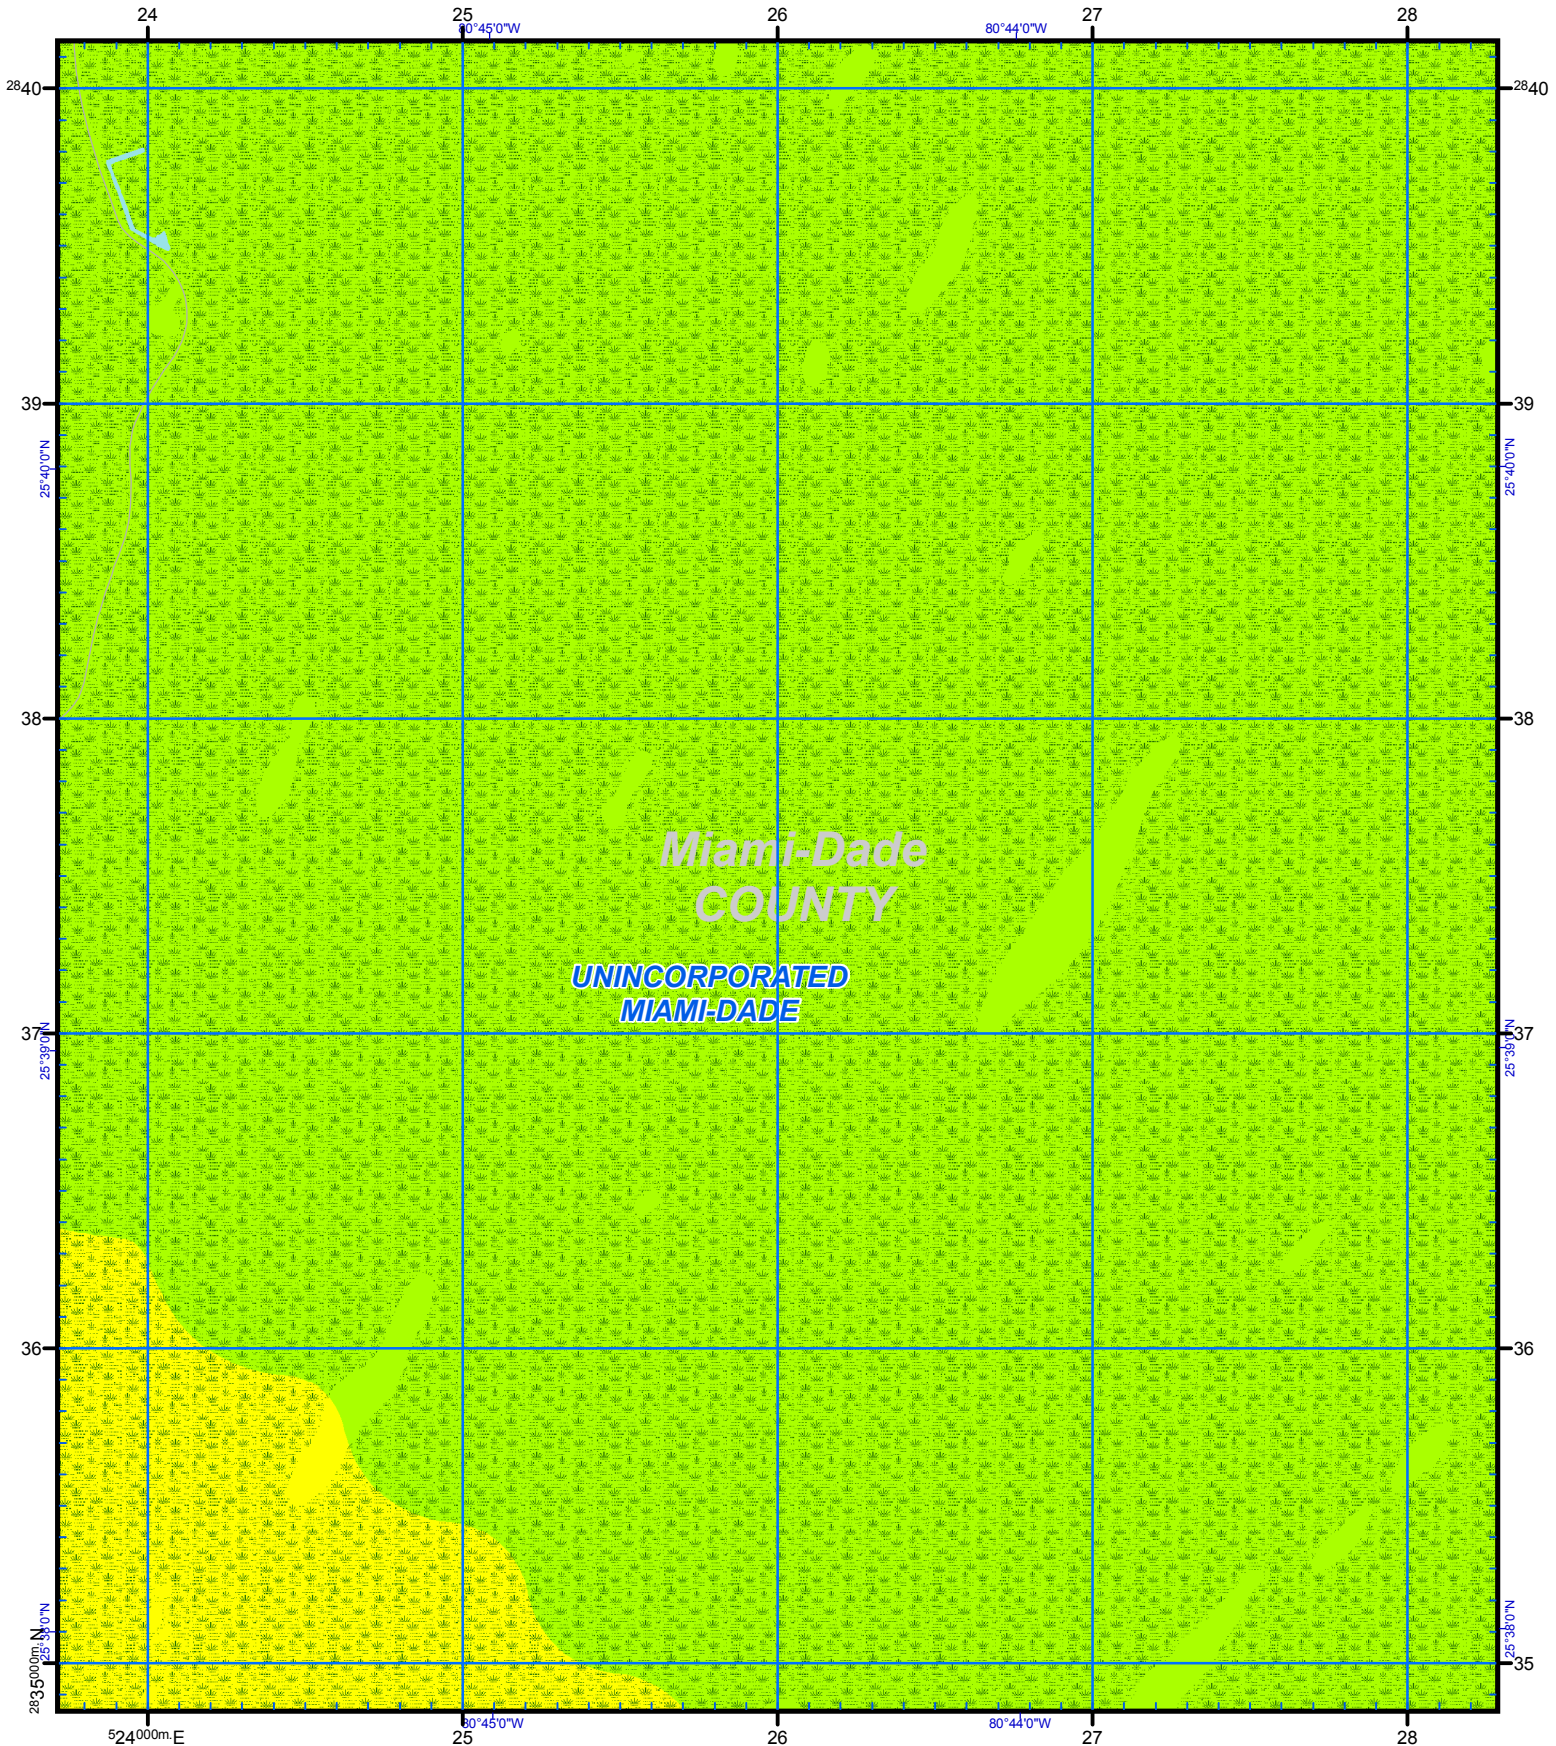 24 25 26 27 28
80°45'0"W 80°44'0"W
2840 2840
39 39
25°40'0"N 25°40'0"N
38 38
Miami-Dade
COUNTY
UNINCORPORATED
MIAMI-DADE
37 37
25°39'0"N 25°39'0"N
36 36
25°38'0"N 25°38'0"N
2835000m.N 35
80°45'0"W 80°44'0"W
524000m.E 25 26 27 28